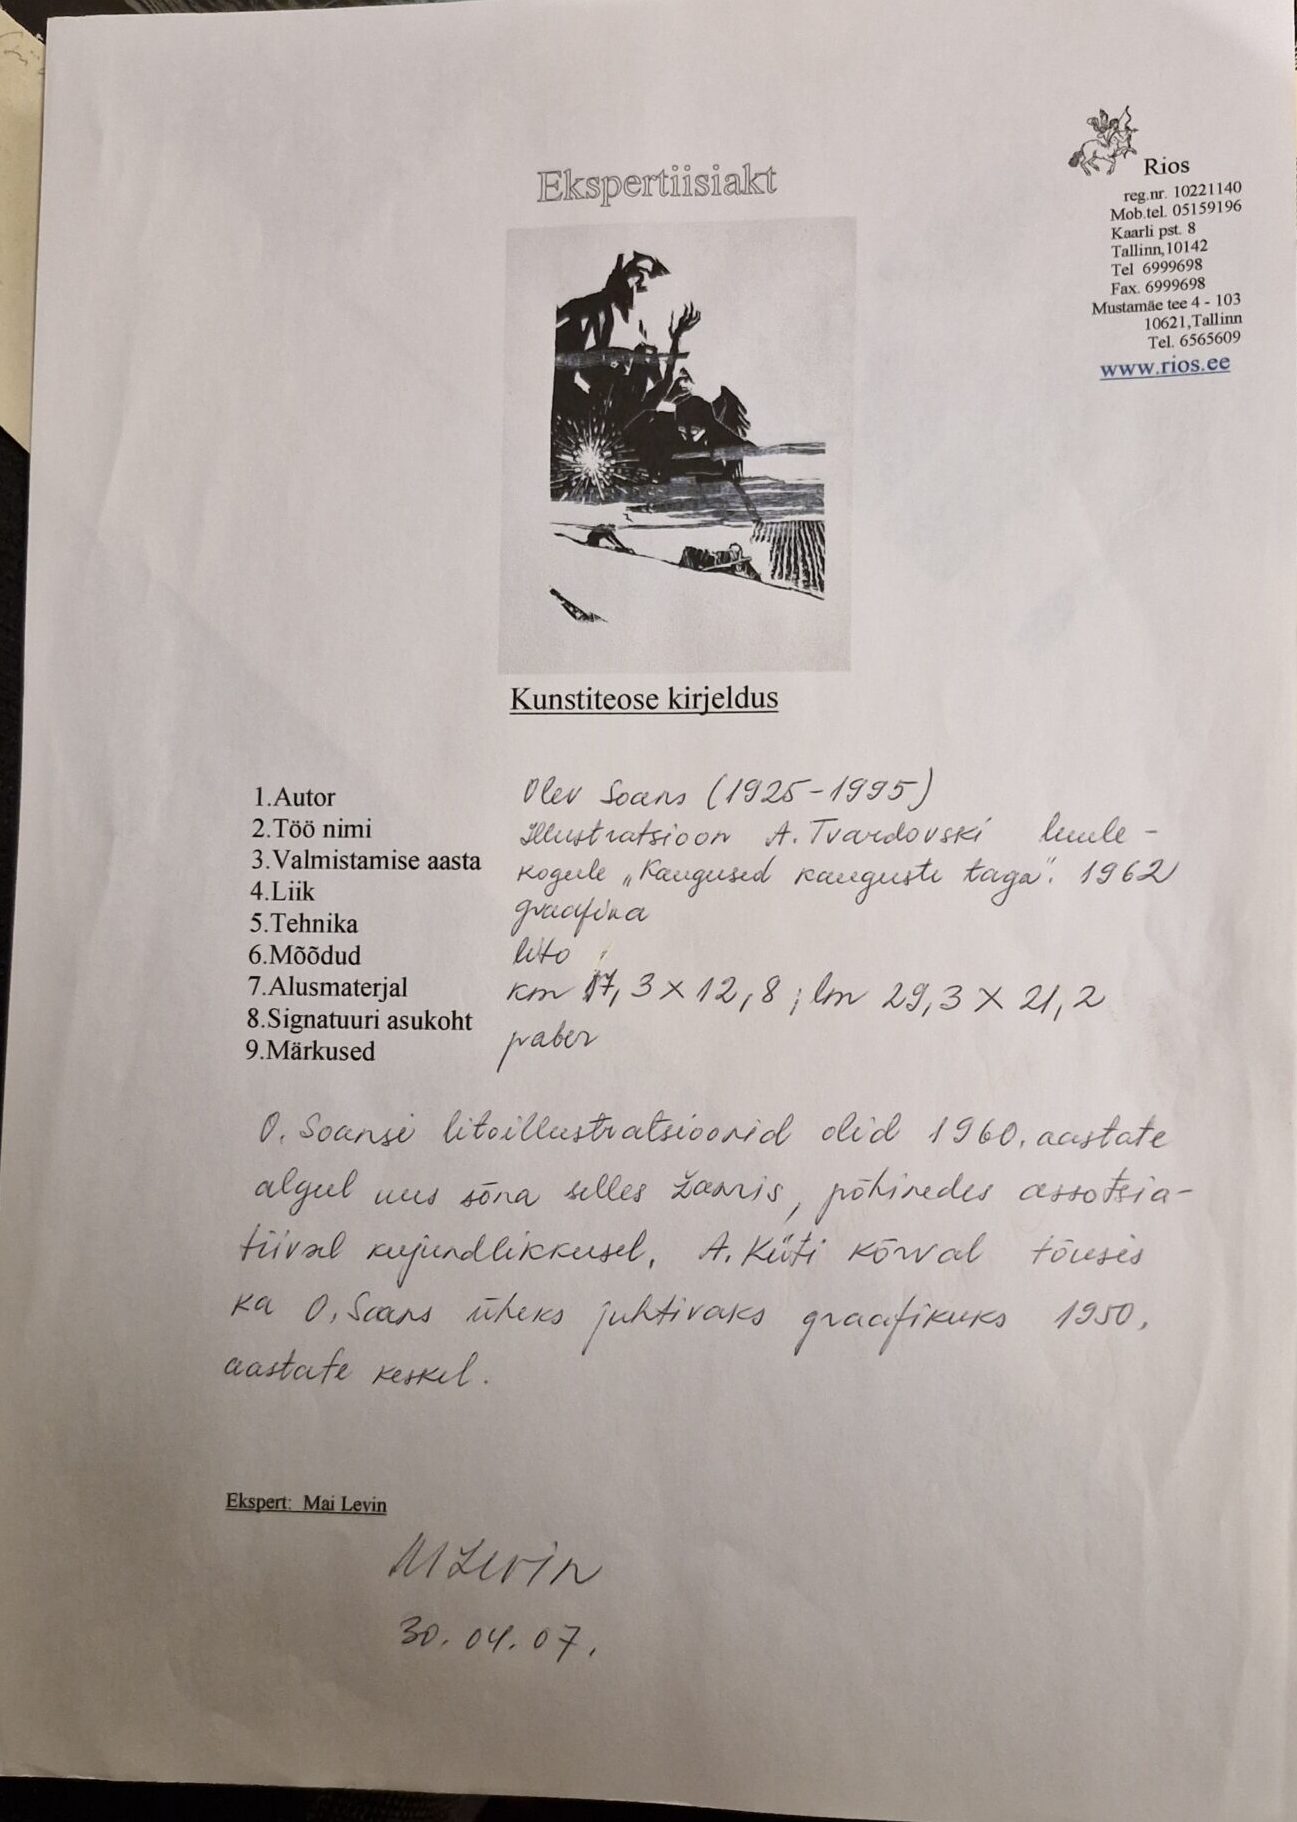 Ekspertiisiakt
Rios
reg.nr. 10221140
Mob.tel. 05159196
Kaarli pst. 8
Tallinn,10142
Tel 6999698
Fax. 6999698
Mustamäe tee 4 - 103
10621,Tallinn
Tel. 6565609
www.rios.ee
Kunstiteose kirjeldus
1.Autor
2.Töö nimi
3.Valmistamise aasta
4.Liik
5.Tehnika
6.Mõõdud
7.Alusmaterjal
8.Signatuuri asukoht
9.Märkused
Olev Soans (1925-1995)
Illustratsioon A. Tvardovski luule-
kogule „Kaugused kauguste taga". 1962
graafika
lito
km 17,3 × 12,8 ; lm 29,3 × 21,2
paber
O. Soansi litoillustratsioonid olid 1960. aastate
algul uus sõna selles žanris, põhinedes assotsia-
tiivsel kujundlikkusel. A. Küti kõrval tõusis
ka O. Soans üheks juhtivaks graafikuks 1950.
aastate keskel.
Ekspert: Mai Levin
MLevin
30.04.07.